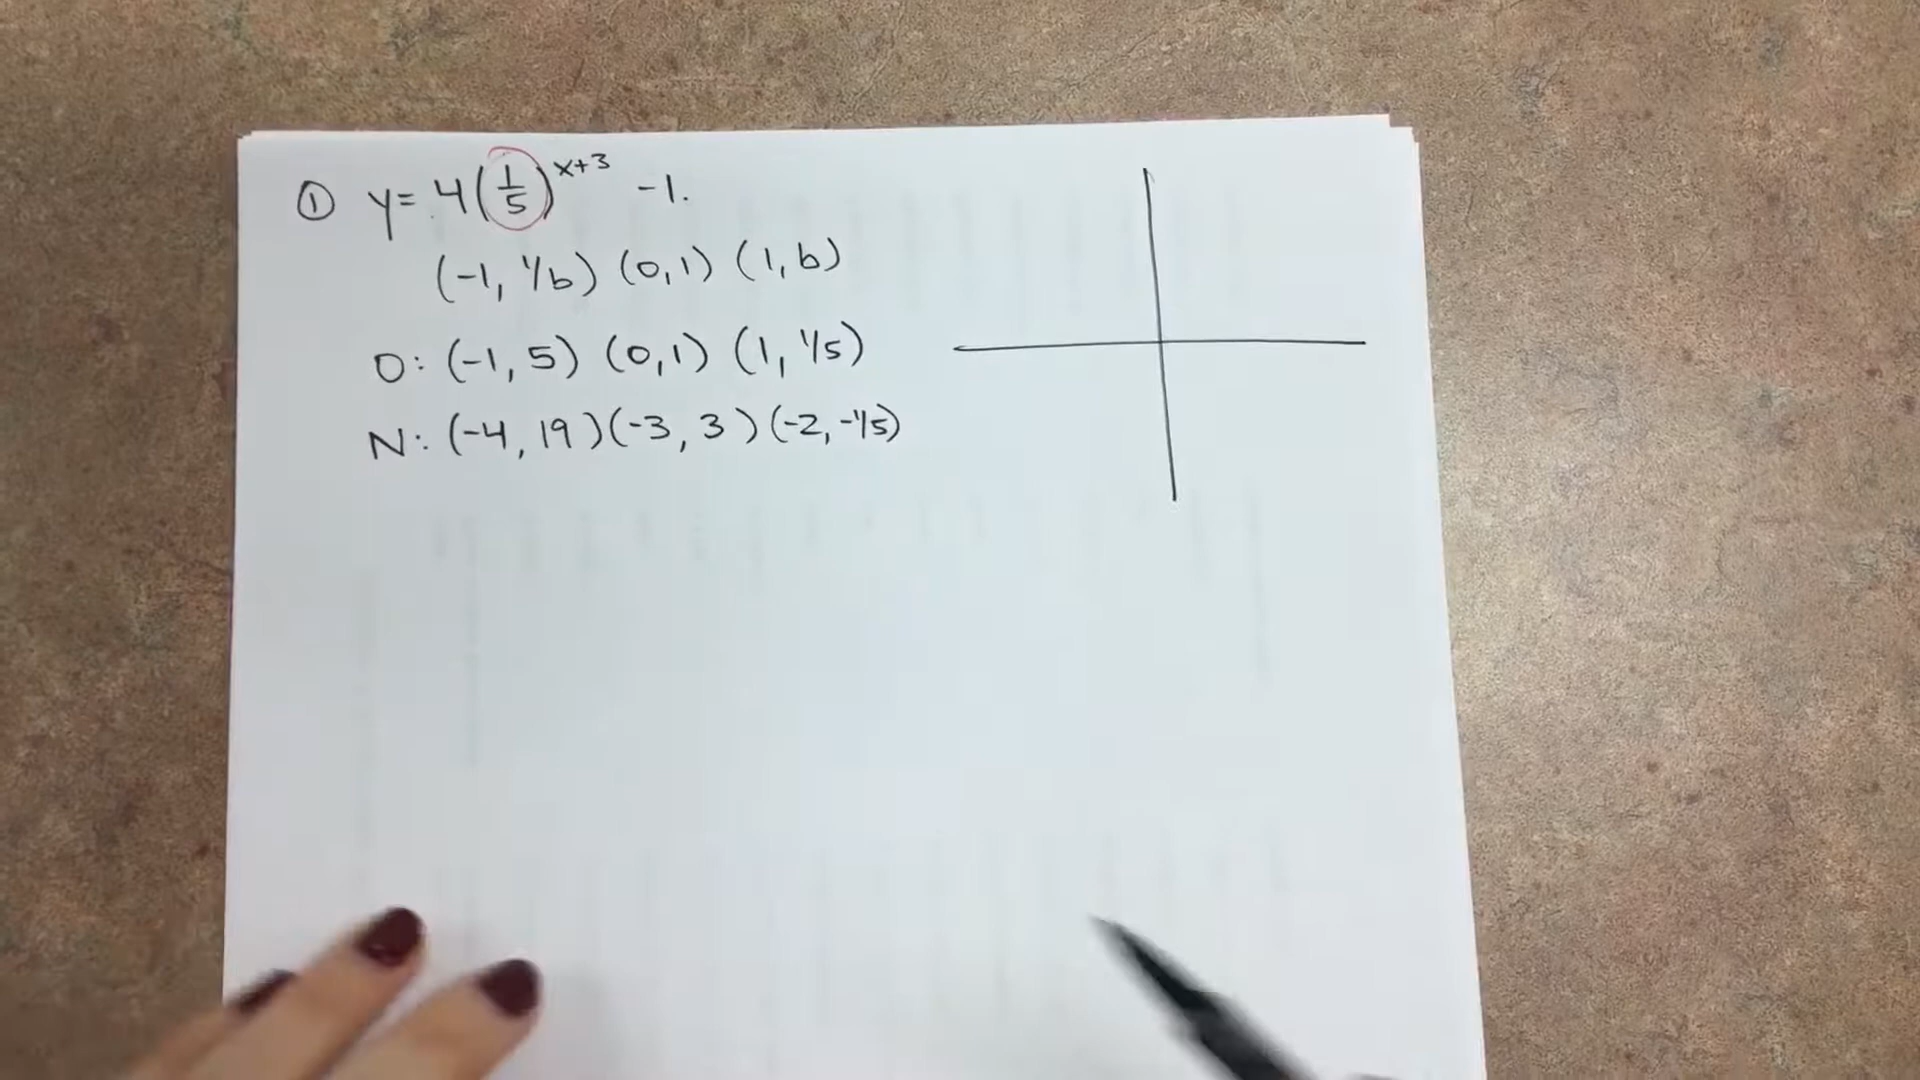 ① y= 4(1/5)^x+3 -1.
(-1, 1/b) (0,1) (1,b)
O: (-1,5) (0,1) (1, 1/5)
N: (-4, 19)(-3, 3)(-2, -1/5)